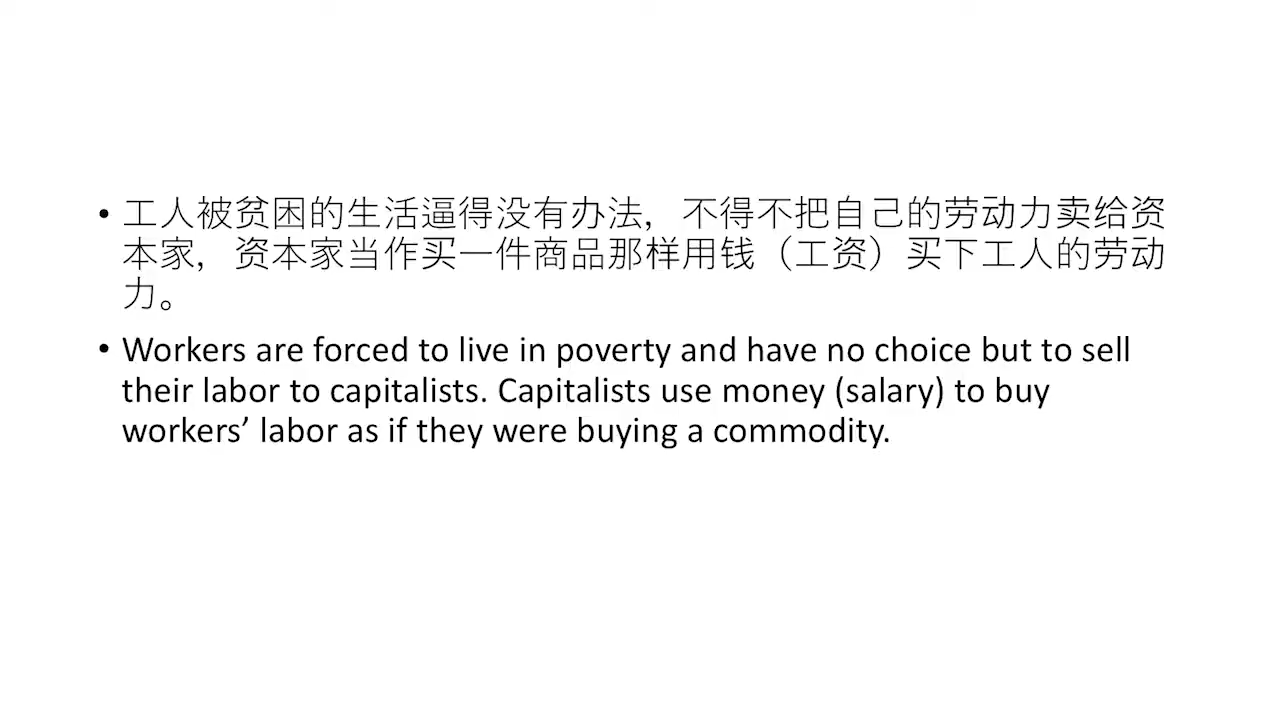 • 工人被贫困的生活逼得没有办法，不得不把自己的劳动力卖给资
本家，资本家当作买一件商品那样用钱（工资）买下工人的劳动
力。
• Workers are forced to live in poverty and have no choice but to sell
their labor to capitalists. Capitalists use money (salary) to buy
workers’ labor as if they were buying a commodity.